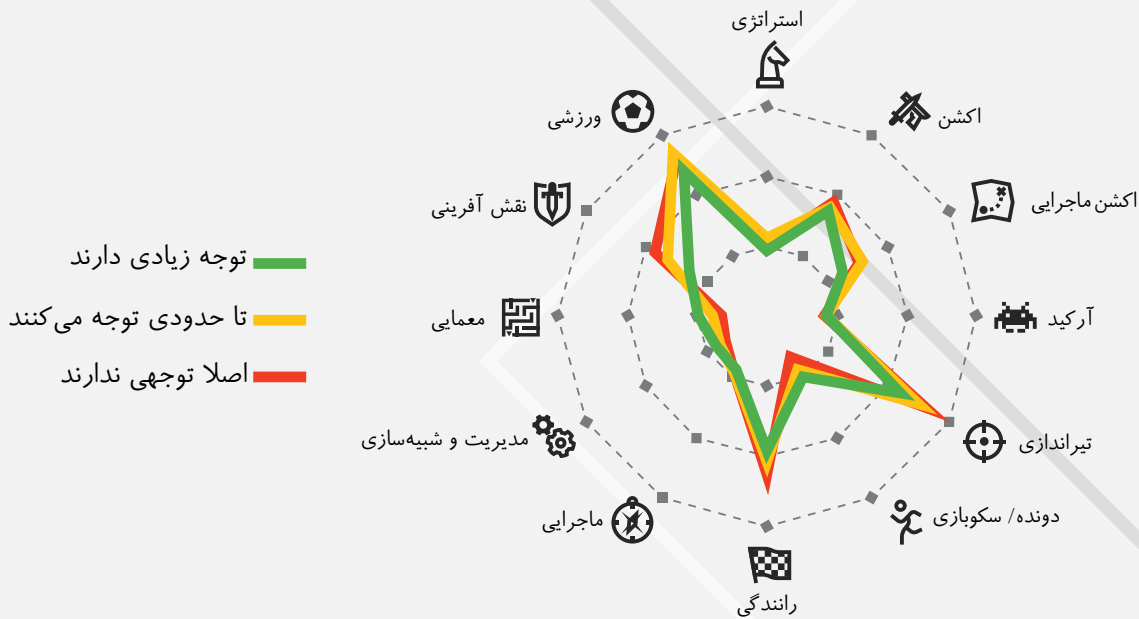 استراتژی
اکشن
اکشن ماجرایی
آرکید
تیراندازی
دونده/ سکوبازی
رانندگی
ماجرایی
مدیریت و شبیه‌سازی
معمایی
نقش آفرینی
ورزشی
توجه زیادی دارند
تا حدودی توجه می‌کنند
اصلا توجهی ندارند